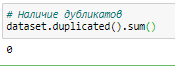 # Наличие дубликатов
dataset.duplicated().sum()
0